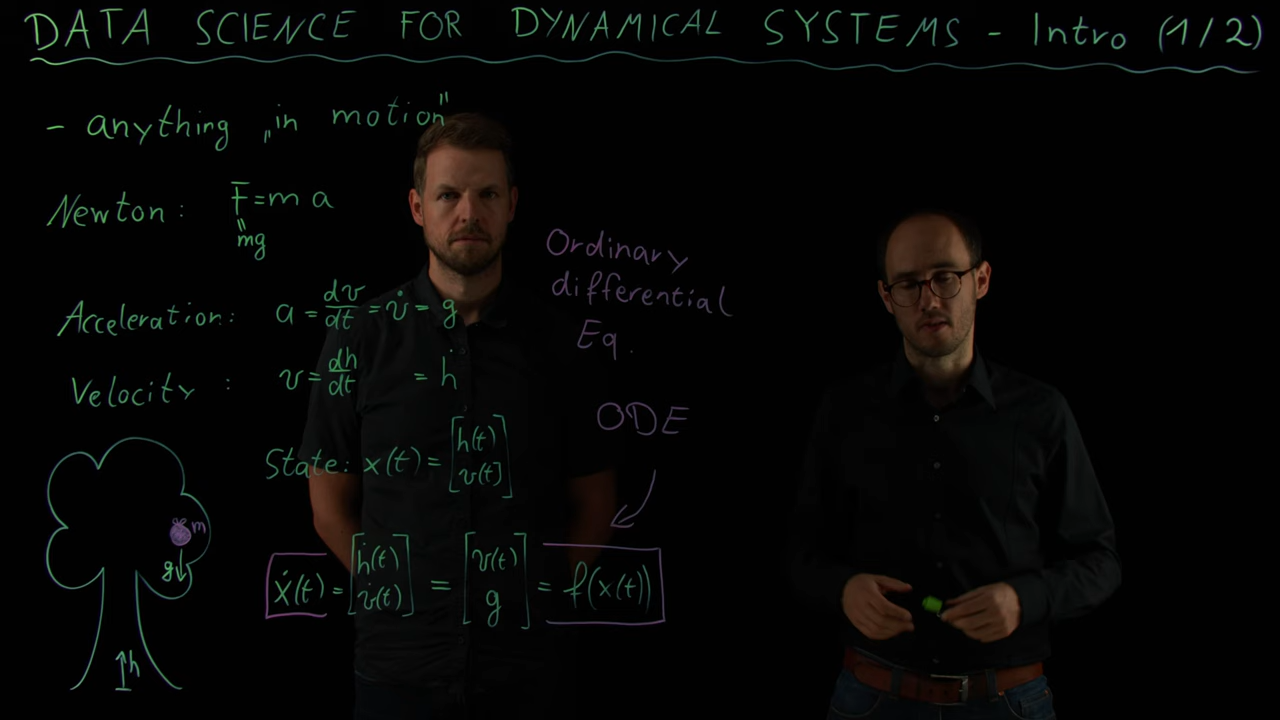 DATA SCIENCE FOR DYNAMICAL SYSTEMS - Intro (1/2)
- anything „in motion"
Newton: F=m a
"
mg
Ordinary
differential
Eq.
Acceleration: a = dv/dt = v̇ = g
Velocity: v = dh/dt = ḣ
ODE
State: x(t) = [h(t) v(t)]
m
g
ẋ(t) = [ḣ(t) v̇(t)] = [v(t) g] = f(x(t))
h